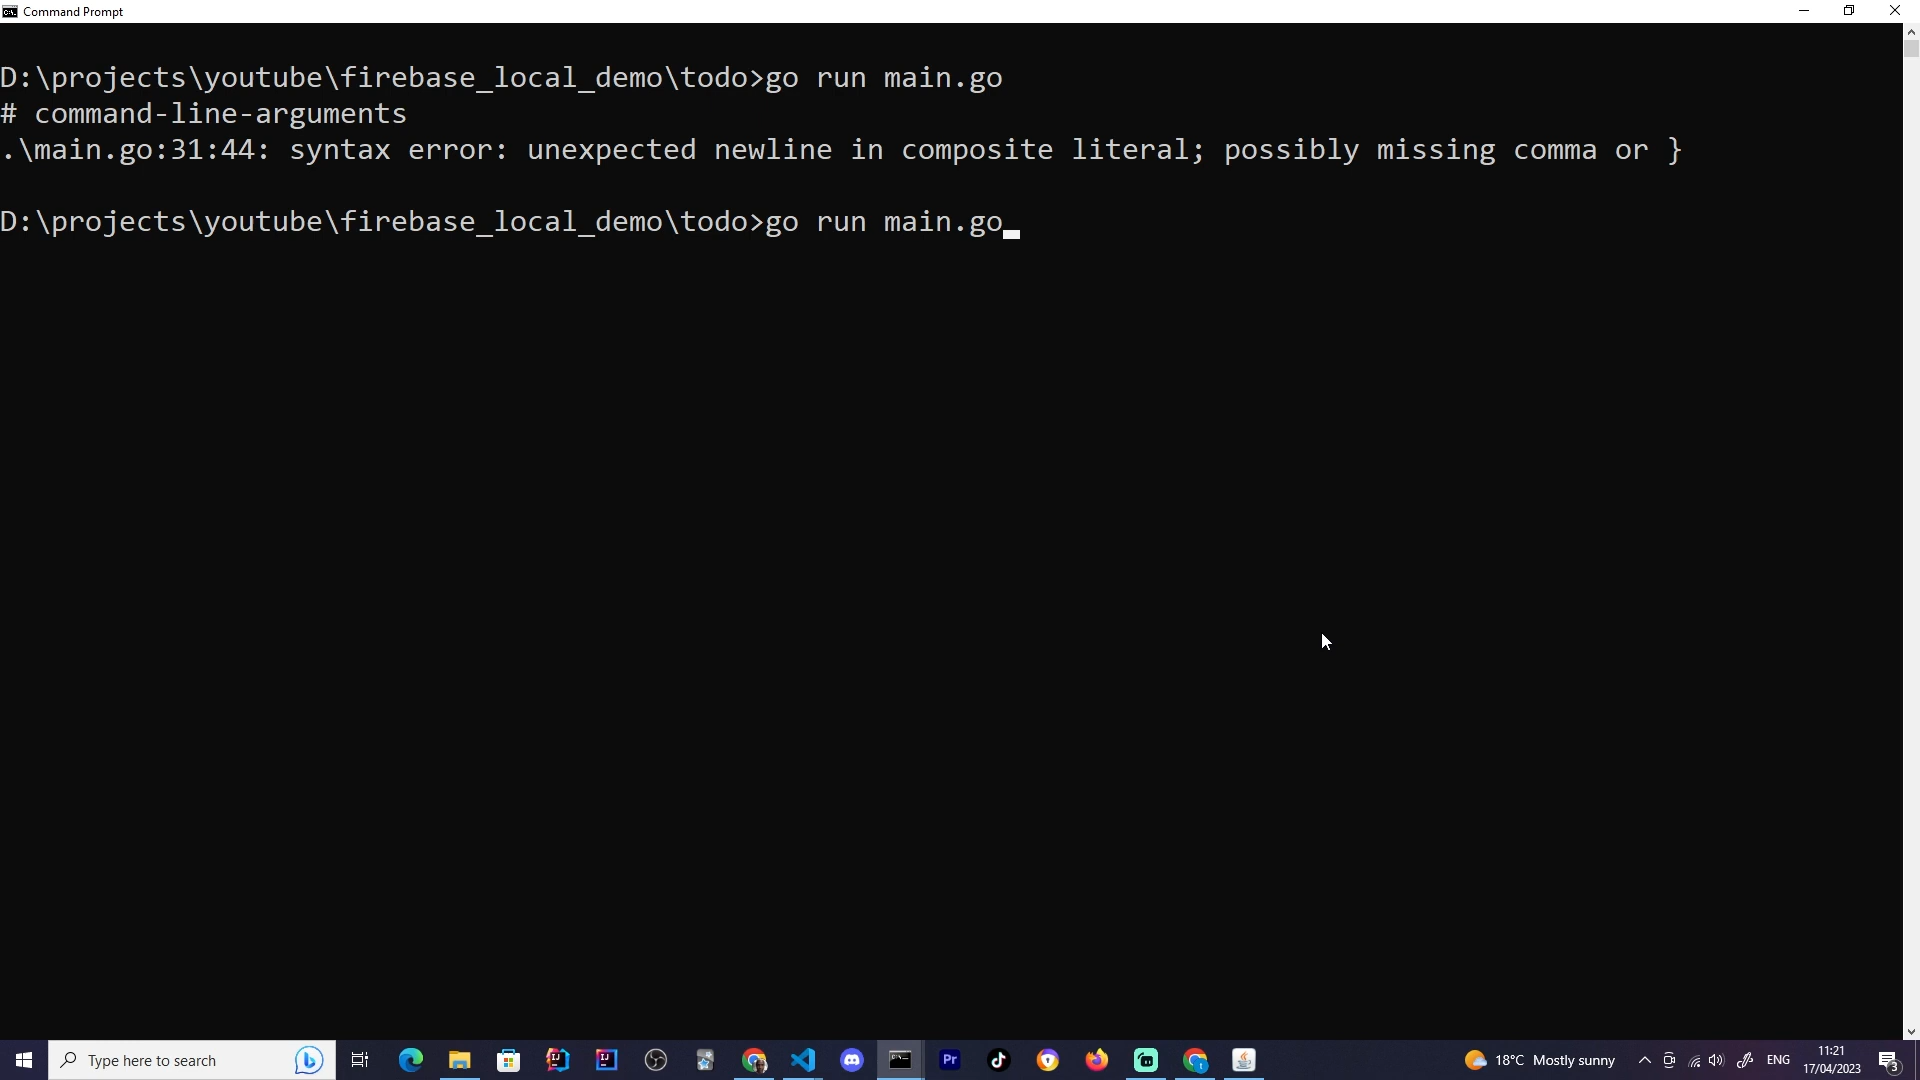 Command Prompt
D:\projects\youtube\firebase_local_demo\todo>go run main.go
# command-line-arguments
.\main.go:31:44: syntax error: unexpected newline in composite literal; possibly missing comma or }
D:\projects\youtube\firebase_local_demo\todo>go run main.go
Type here to search
Pr
18°C Mostly sunny
ENG
11:21
17/04/2023
3